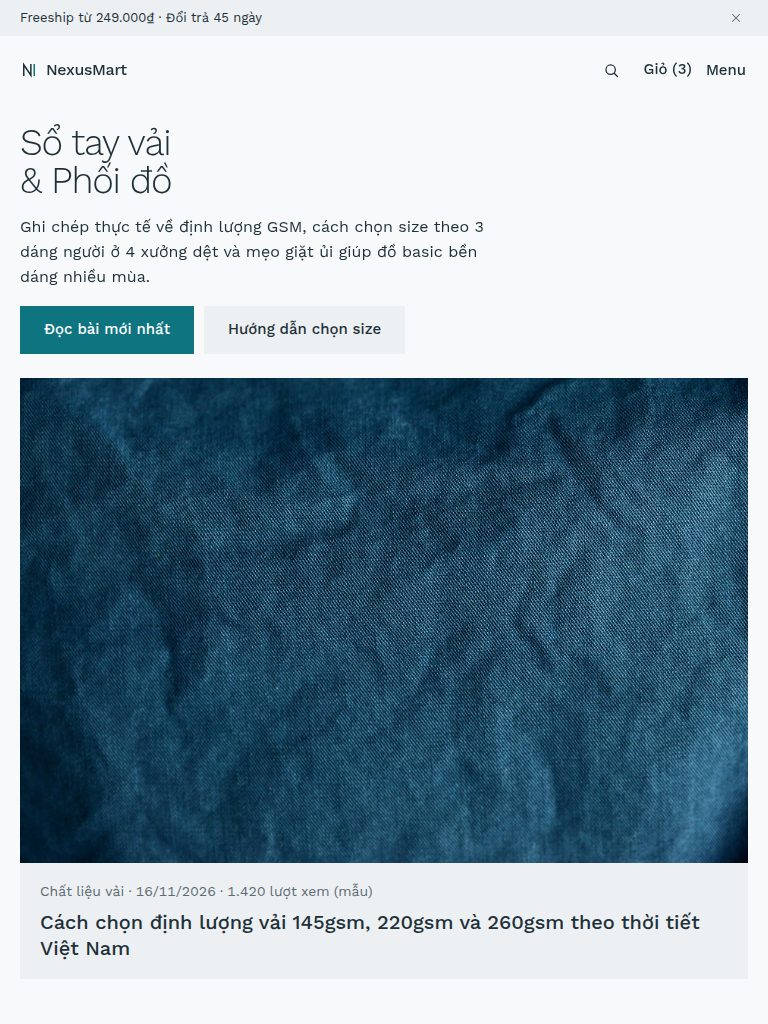 Freeship từ 249.000₫ · Đổi trả 45 ngày
NexusMart
Giỏ (3)
Menu
Sổ tay vải
& Phối đồ
Ghi chép thực tế về định lượng GSM, cách chọn size theo 3
dáng người ở 4 xưởng dệt và mẹo giặt ủi giúp đồ basic bền
dáng nhiều mùa.
Đọc bài mới nhất
Hướng dẫn chọn size
Chất liệu vải · 16/11/2026 · 1.420 lượt xem (mẫu)
Cách chọn định lượng vải 145gsm, 220gsm và 260gsm theo thời tiết
Việt Nam